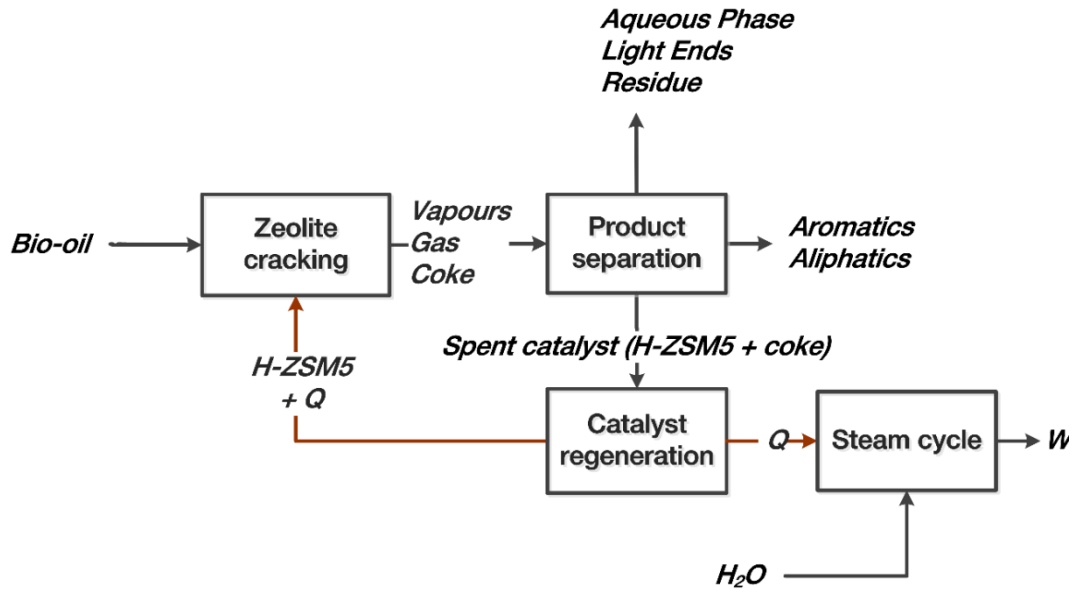 Aqueous Phase
Light Ends
Residue
Bio-oil
Zeolite
cracking
Vapours
Gas
Coke
Product
separation
Aromatics
Aliphatics
Spent catalyst (H-ZSM5 + coke)
H-ZSM5
+ Q
Catalyst
regeneration
Q
Steam cycle
W
H₂O